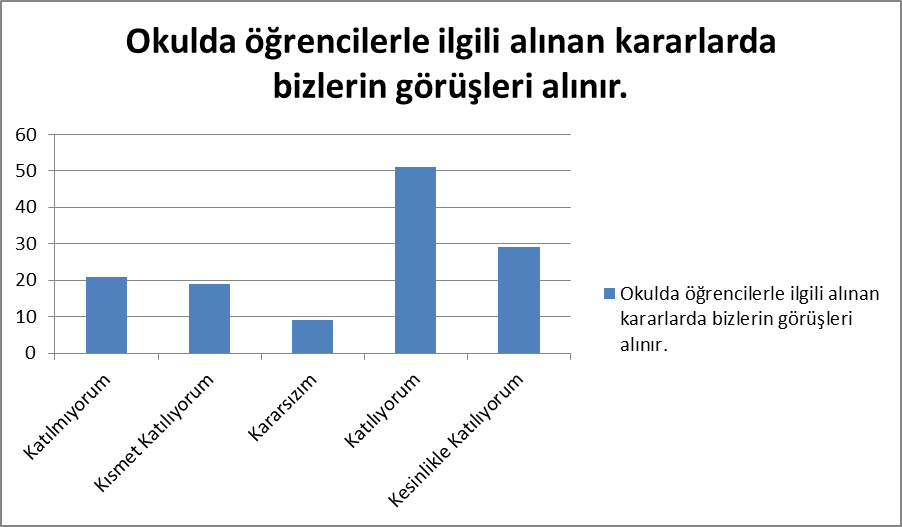 Okulda öğrencilerle ilgili alınan kararlarda
bizlerin görüşleri alınır.
60
50
40
30
20
10
0
Katılmıyorum
Kısmet Katılıyorum
Kararsızım
Katılıyorum
Kesinlikle Katılıyorum
Okulda öğrencilerle ilgili alınan
kararlarda bizlerin görüşleri
alınır.